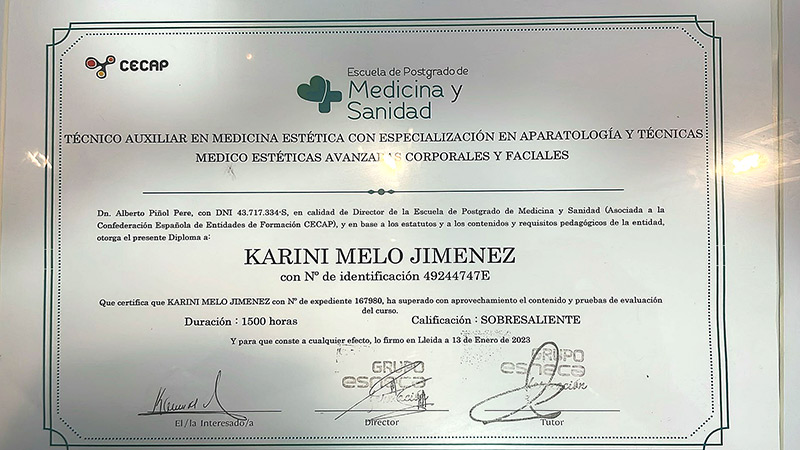 CECAP
Escuela de Postgrado de
Medicina y
Sanidad
TÉCNICO AUXILIAR EN MEDICINA ESTÉTICA CON ESPECIALIZACIÓN EN APARATOLOGÍA Y TÉCNICAS
MEDICO ESTÉTICAS AVANZADAS CORPORALES Y FACIALES
Dn. Alberto Piñol Pere, con DNI 43.717.334-S, en calidad de Director de la Escuela de Postgrado de Medicina y Sanidad (Asociada a la
Confederación Española de Entidades de Formación CECAP), y en base a los estatutos y a los contenidos y requisitos pedagógicos de la entidad,
otorga el presente Diploma a:
KARINI MELO JIMENEZ
con Nº de identificación 49244747E
Que certifica que KARINI MELO JIMENEZ con Nº de expediente 167980, ha superado con aprovechamiento el contenido y pruebas de evaluación
del curso.
Duración : 1500 horas Calificación : SOBRESALIENTE
Y para que conste a cualquier efecto, lo firmo en Lleida a 13 de Enero de 2023
GRUPO GRUPO
esneca esneca
formación formación
El/la Interesado/a Director Tutor